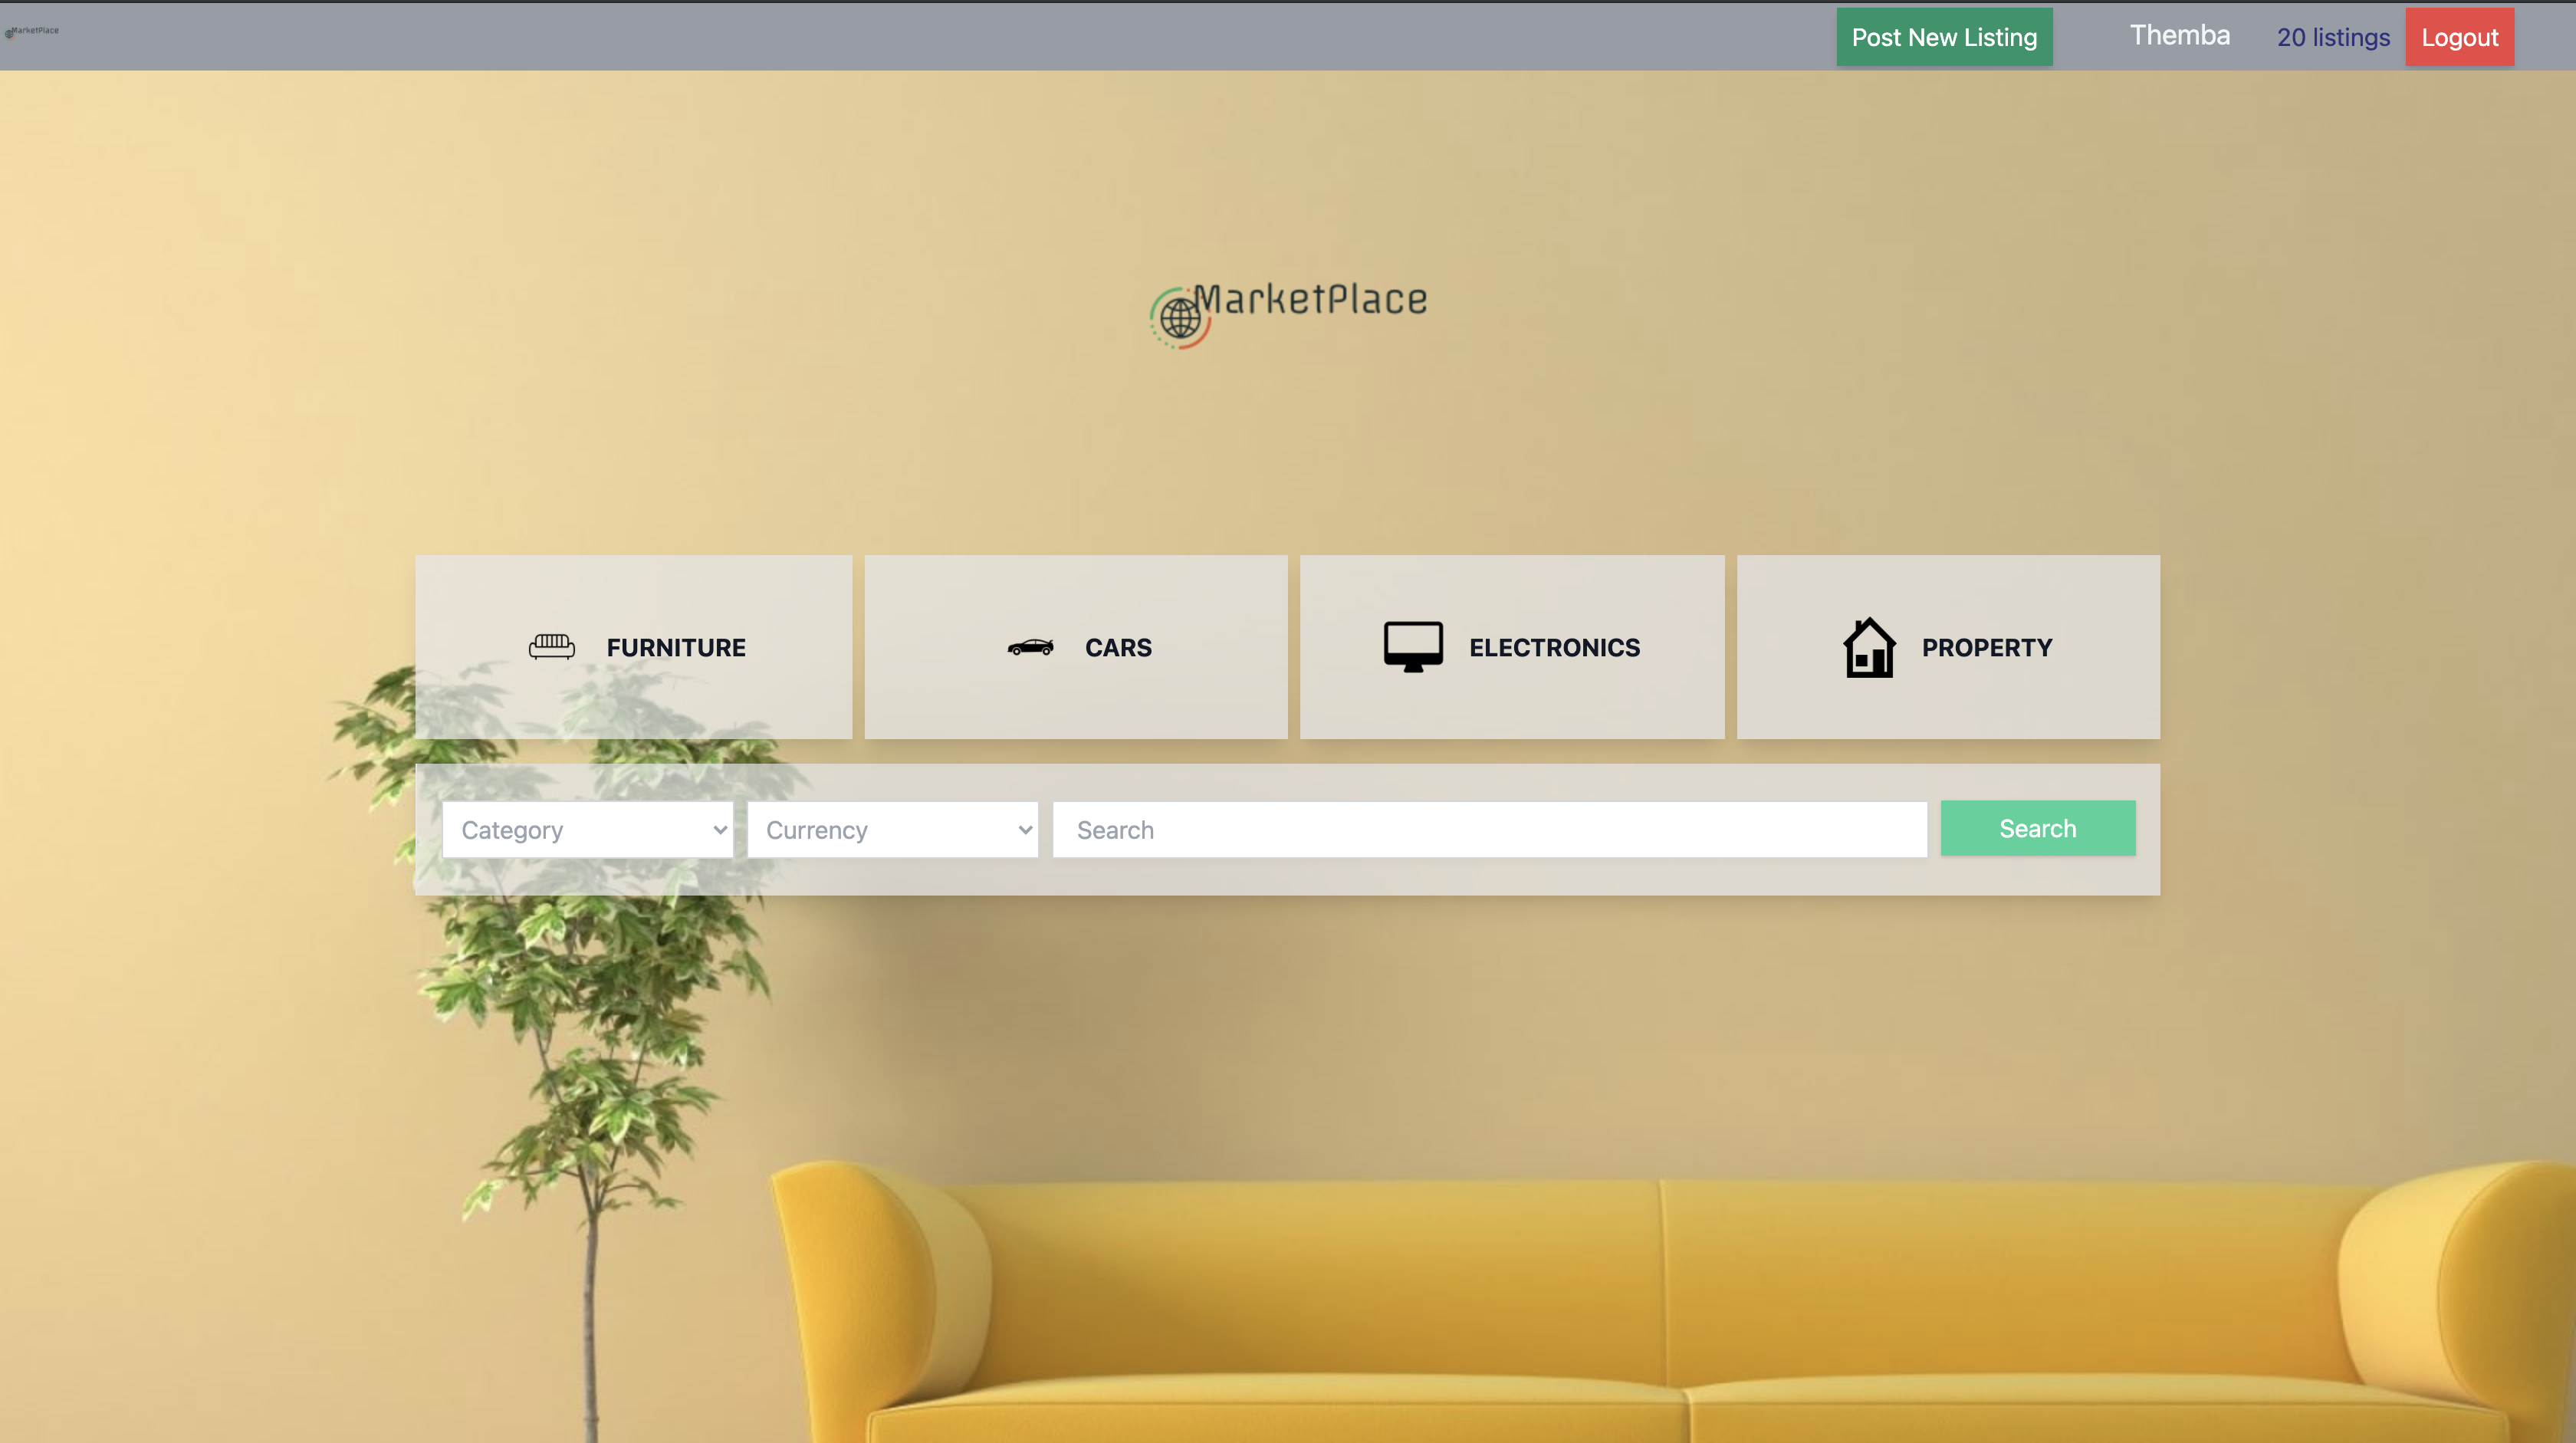 MarketPlace
Post New Listing
Themba
20 listings
Logout
MarketPlace
FURNITURE
CARS
ELECTRONICS
PROPERTY
Category
Currency
Search
Search